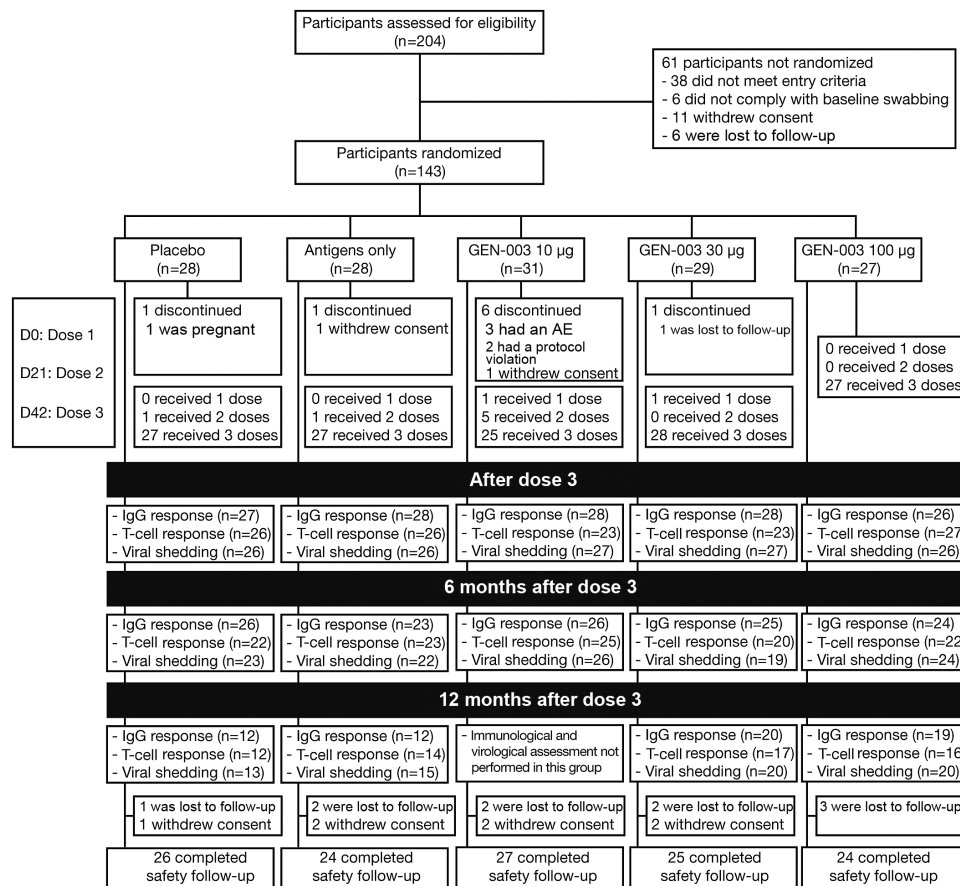 Participants assessed for eligibility
(n=204)
61 participants not randomized
- 38 did not meet entry criteria
- 6 did not comply with baseline swabbing
- 11 withdrew consent
- 6 were lost to follow-up
Participants randomized
(n=143)
Placebo
(n=28)
Antigens only
(n=28)
GEN-003 10 µg
(n=31)
GEN-003 30 µg
(n=29)
GEN-003 100 µg
(n=27)
D0: Dose 1
D21: Dose 2
D42: Dose 3
1 discontinued
1 was pregnant
1 discontinued
1 withdrew consent
6 discontinued
3 had an AE
2 had a protocol
violation
1 withdrew consent
1 discontinued
1 was lost to follow-up
0 received 1 dose
0 received 2 doses
27 received 3 doses
0 received 1 dose
1 received 2 doses
27 received 3 doses
0 received 1 dose
1 received 2 doses
27 received 3 doses
1 received 1 dose
5 received 2 doses
25 received 3 doses
1 received 1 dose
0 received 2 doses
28 received 3 doses
After dose 3
- IgG response (n=27)
- T-cell response (n=26)
- Viral shedding (n=26)
- IgG response (n=28)
- T-cell response (n=26)
- Viral shedding (n=26)
- IgG response (n=28)
- T-cell response (n=23)
- Viral shedding (n=27)
- IgG response (n=28)
- T-cell response (n=23)
- Viral shedding (n=27)
- IgG response (n=26)
- T-cell response (n=27
- Viral shedding (n=26)
6 months after dose 3
- IgG response (n=26)
- T-cell response (n=22)
- Viral shedding (n=23)
- IgG response (n=23)
- T-cell response (n=23)
- Viral shedding (n=22)
- IgG response (n=26)
- T-cell response (n=25)
- Viral shedding (n=26)
- IgG response (n=25)
- T-cell response (n=20)
- Viral shedding (n=19)
- IgG response (n=24)
- T-cell response (n=22
- Viral shedding (n=24)
12 months after dose 3
- IgG response (n=12)
- T-cell response (n=12)
- Viral shedding (n=13)
- IgG response (n=12)
- T-cell response (n=14)
- Viral shedding (n=15)
- Immunological and
virological assessment not
performed in this group
- IgG response (n=20)
- T-cell response (n=17)
- Viral shedding (n=20)
- IgG response (n=19)
- T-cell response (n=16
- Viral shedding (n=20)
1 was lost to follow-up
1 withdrew consent
2 were lost to follow-up
2 withdrew consent
2 were lost to follow-up
2 withdrew consent
2 were lost to follow-up
2 withdrew consent
3 were lost to follow-up
26 completed
safety follow-up
24 completed
safety follow-up
27 completed
safety follow-up
25 completed
safety follow-up
24 completed
safety follow-up